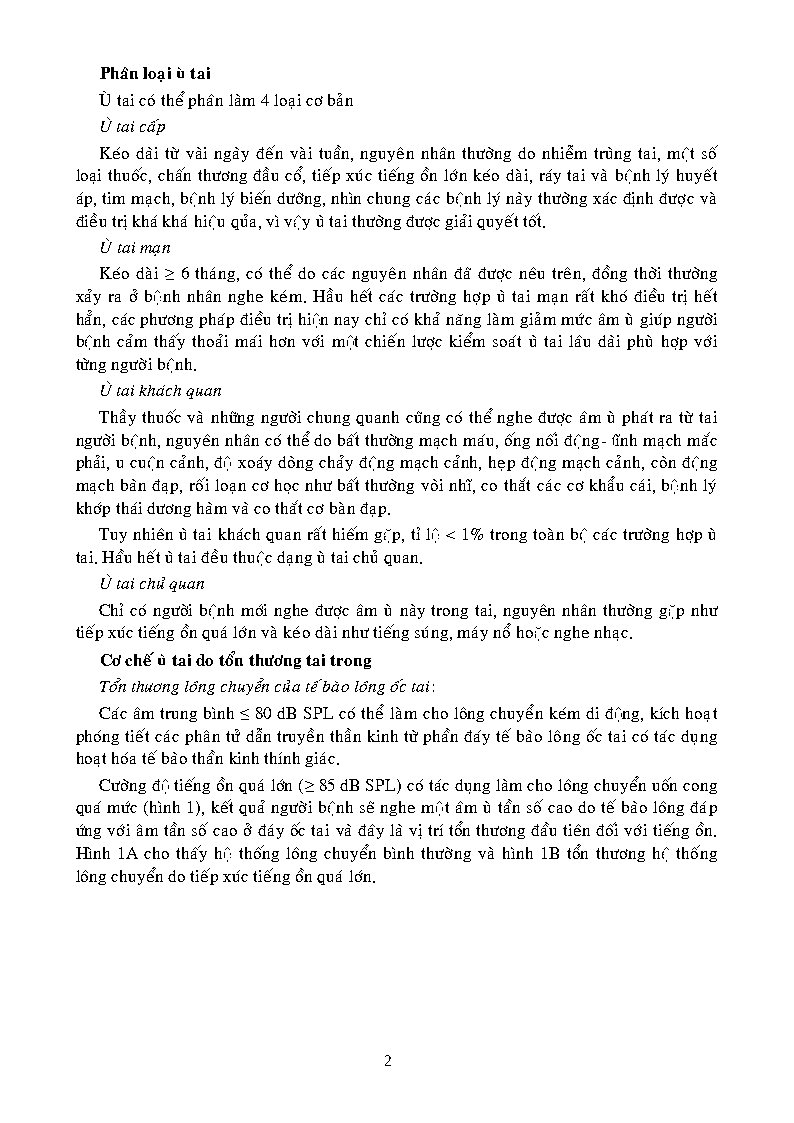 Phân loại ù tai
Ù tai có thể phân làm 4 loại cơ bản
Ù tai cấp
Kéo dài từ vài ngày đến vài tuần, nguyên nhân thường do nhiễm trùng tai, một số
loại thuốc, chấn thương đầu cổ, tiếp xúc tiếng ồn lớn kéo dài, ráy tai và bệnh lý huyết
áp, tim mạch, bệnh lý biến dưỡng, nhìn chung các bệnh lý này thường xác định được và
điều trị khá khá hiệu qủa, vì vậy ù tai thường được giải quyết tốt.
Ù tai mạn
Kéo dài ≥ 6 tháng, có thể do các nguyên nhân đã được nêu trên, đồng thời thường
xảy ra ở bệnh nhân nghe kém. Hầu hết các trường hợp ù tai mạn rất khó điều trị hết
hẳn, các phương pháp điều trị hiện nay chỉ có khả năng làm giảm mức âm ù giúp người
bệnh cảm thấy thoải mái hơn với một chiến lược kiểm soát ù tai lâu dài phù hợp với
từng người bệnh.
Ù tai khách quan
Thầy thuốc và những người chung quanh cũng có thể nghe được âm ù phát ra từ tai
người bệnh, nguyên nhân có thể do bất thường mạch máu, ống nối động- tĩnh mạch mắc
phải, u cuộn cảnh, độ xoáy dòng chảy động mạch cảnh, hẹp động mạch cảnh, còn động
mạch bàn đạp, rối loạn cơ học như bất thường vòi nhĩ, co thắt các cơ khẩu cái, bệnh lý
khớp thái dương hàm và co thắt cơ bàn đạp.
Tuy nhiên ù tai khách quan rất hiếm gặp, tỉ lệ < 1% trong toàn bộ các trường hợp ù
tai. Hầu hết ù tai đều thuộc dạng ù tai chủ quan.
Ù tai chủ quan
Chỉ có người bệnh mới nghe được âm ù này trong tai, nguyên nhân thường gặp như
tiếp xúc tiếng ồn quá lớn và kéo dài như tiếng súng, máy nổ hoặc nghe nhạc.
Cơ chế ù tai do tổn thương tai trong
Tổn thương lông chuyển của tế bào lông ốc tai:
Các âm trung bình ≤ 80 dB SPL có thể làm cho lông chuyển kém di động, kích hoạt
phóng tiết các phân tử dẫn truyền thần kinh từ phần đáy tế bào lông ốc tai có tác dụng
hoạt hóa tế bào thần kinh thính giác.
Cường độ tiếng ồn quá lớn (≥ 85 dB SPL) có tác dụng làm cho lông chuyển uốn cong
quá mức (hình 1), kết quả người bệnh sẽ nghe một âm ù tần số cao do tế bào lông đáp
ứng với âm tần số cao ở đáy ốc tai và đây là vị trí tổn thương đầu tiên đối với tiếng ồn.
Hình 1A cho thấy hệ thống lông chuyển bình thường và hình 1B tổn thương hệ thống
lông chuyển do tiếp xúc tiếng ồn quá lớn.
2